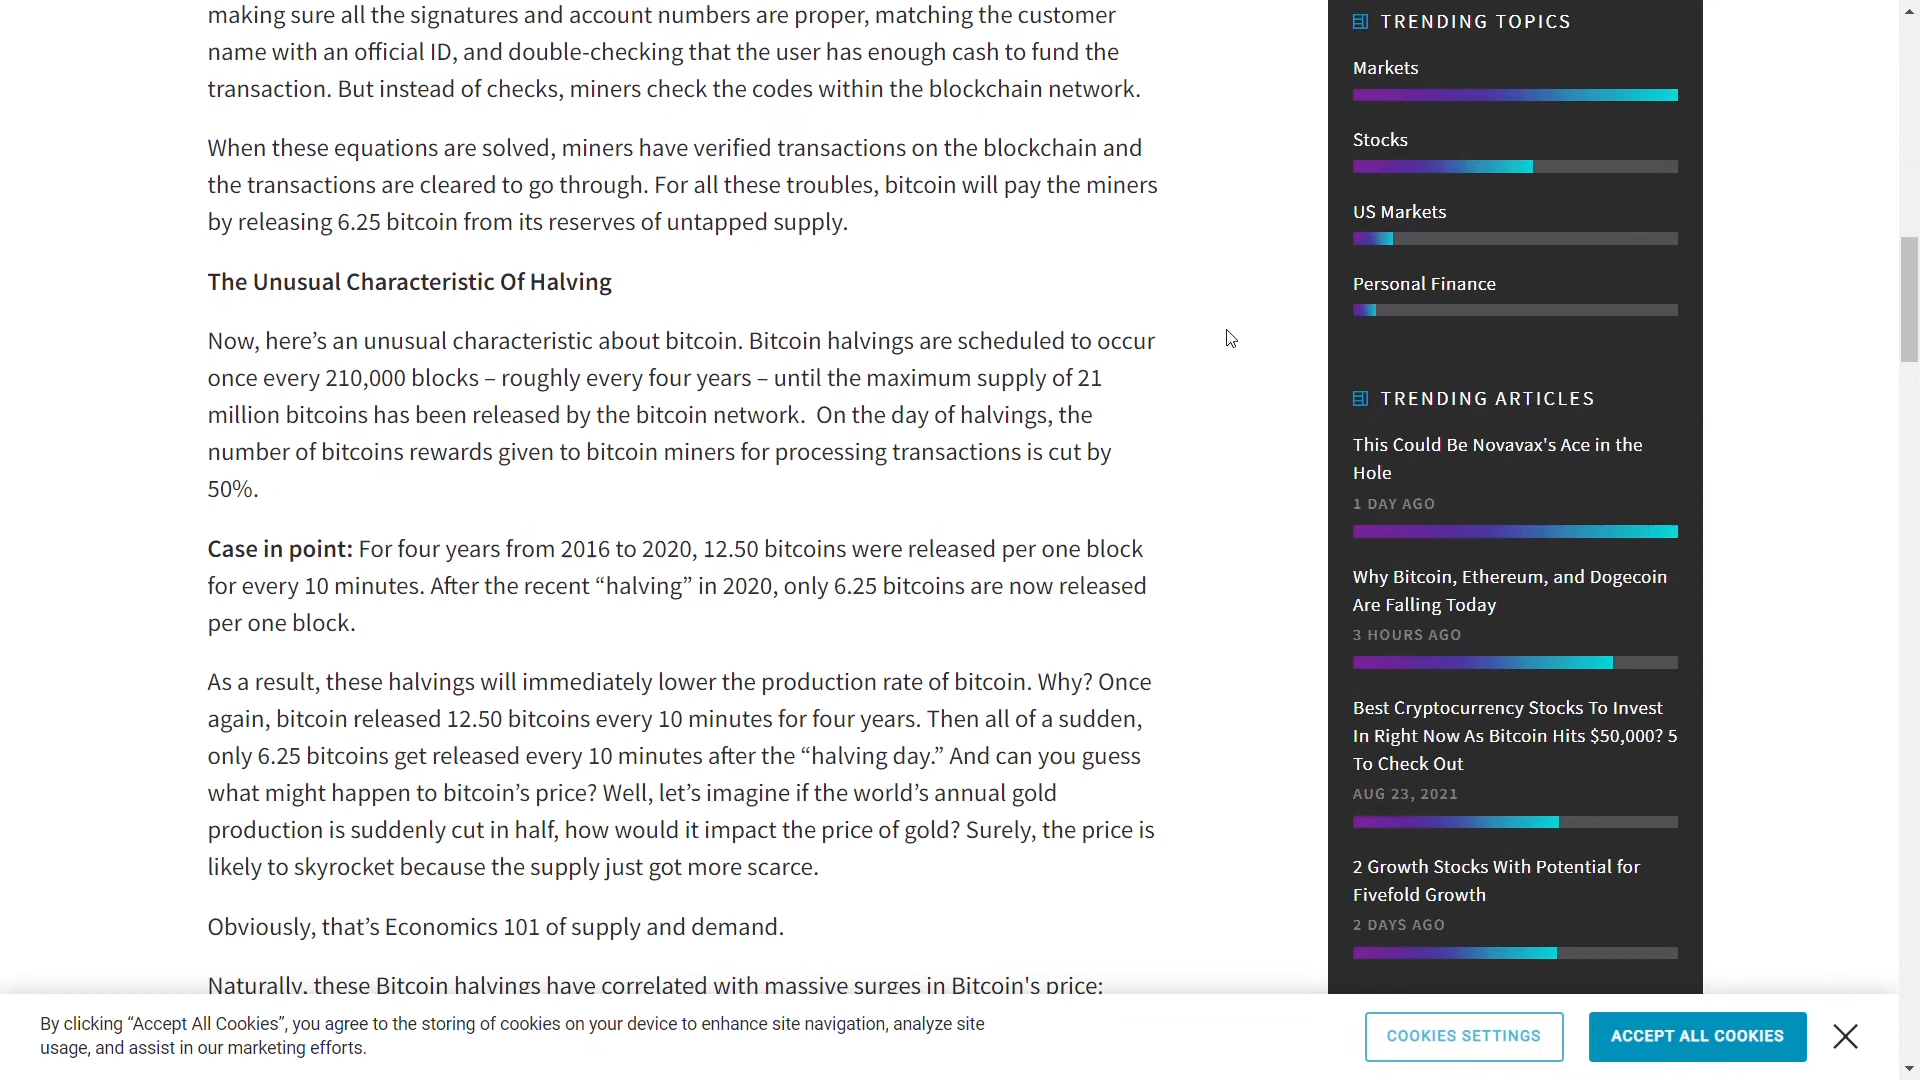 making sure all the signatures and account numbers are proper, matching the customer
name with an official ID, and double-checking that the user has enough cash to fund the
transaction. But instead of checks, miners check the codes within the blockchain network.
When these equations are solved, miners have verified transactions on the blockchain and
the transactions are cleared to go through. For all these troubles, bitcoin will pay the miners
by releasing 6.25 bitcoin from its reserves of untapped supply.
The Unusual Characteristic Of Halving
Now, here’s an unusual characteristic about bitcoin. Bitcoin halvings are scheduled to occur
once every 210,000 blocks – roughly every four years – until the maximum supply of 21
million bitcoins has been released by the bitcoin network.  On the day of halvings, the
number of bitcoins rewards given to bitcoin miners for processing transactions is cut by
50%.
Case in point: For four years from 2016 to 2020, 12.50 bitcoins were released per one block
for every 10 minutes. After the recent “halving” in 2020, only 6.25 bitcoins are now released
per one block.
As a result, these halvings will immediately lower the production rate of bitcoin. Why? Once
again, bitcoin released 12.50 bitcoins every 10 minutes for four years. Then all of a sudden,
only 6.25 bitcoins get released every 10 minutes after the “halving day.” And can you guess
what might happen to bitcoin’s price? Well, let’s imagine if the world’s annual gold
production is suddenly cut in half, how would it impact the price of gold? Surely, the price is
likely to skyrocket because the supply just got more scarce.
Obviously, that’s Economics 101 of supply and demand.
Naturally, these Bitcoin halvings have correlated with massive surges in Bitcoin's price:
TRENDING TOPICS
Markets
Stocks
US Markets
Personal Finance
TRENDING ARTICLES
This Could Be Novavax's Ace in the
Hole
1 DAY AGO
Why Bitcoin, Ethereum, and Dogecoin
Are Falling Today
3 HOURS AGO
Best Cryptocurrency Stocks To Invest
In Right Now As Bitcoin Hits $50,000? 5
To Check Out
AUG 23, 2021
2 Growth Stocks With Potential for
Fivefold Growth
2 DAYS AGO
By clicking “Accept All Cookies”, you agree to the storing of cookies on your device to enhance site navigation, analyze site
usage, and assist in our marketing efforts.
COOKIES SETTINGS
ACCEPT ALL COOKIES